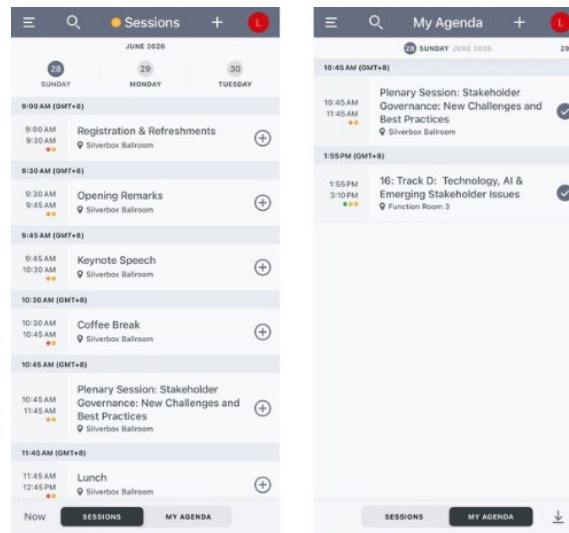 Sessions
L
JUNE 2026
28
29
30
SUNDAY
MONDAY
TUESDAY
9:00 AM (GMT+8)
9:00 AM
9:30 AM
Registration & Refreshments
Silverbox Ballroom
9:30 AM (GMT+8)
9:30 AM
9:45 AM
Opening Remarks
Silverbox Ballroom
9:45 AM (GMT+8)
9:45 AM
10:30 AM
Keynote Speech
Silverbox Ballroom
10:30 AM (GMT+8)
10:30 AM
10:45 AM
Coffee Break
Silverbox Ballroom
10:45 AM (GMT+8)
10:45 AM
11:45 AM
Plenary Session: Stakeholder
Governance: New Challenges and
Best Practices
Silverbox Ballroom
11:45 AM (GMT+8)
11:45 AM
12:45 PM
Lunch
Silverbox Ballroom
Now
SESSIONS
MY AGENDA
My Agenda
L
28 SUNDAY JUNE 2026
29
10:45 AM (GMT+8)
10:45 AM
11:45 AM
Plenary Session: Stakeholder
Governance: New Challenges and
Best Practices
Silverbox Ballroom
1:55 PM (GMT+8)
1:55 PM
3:10 PM
16: Track D: Technology, AI &
Emerging Stakeholder Issues
Function Room 3
SESSIONS
MY AGENDA